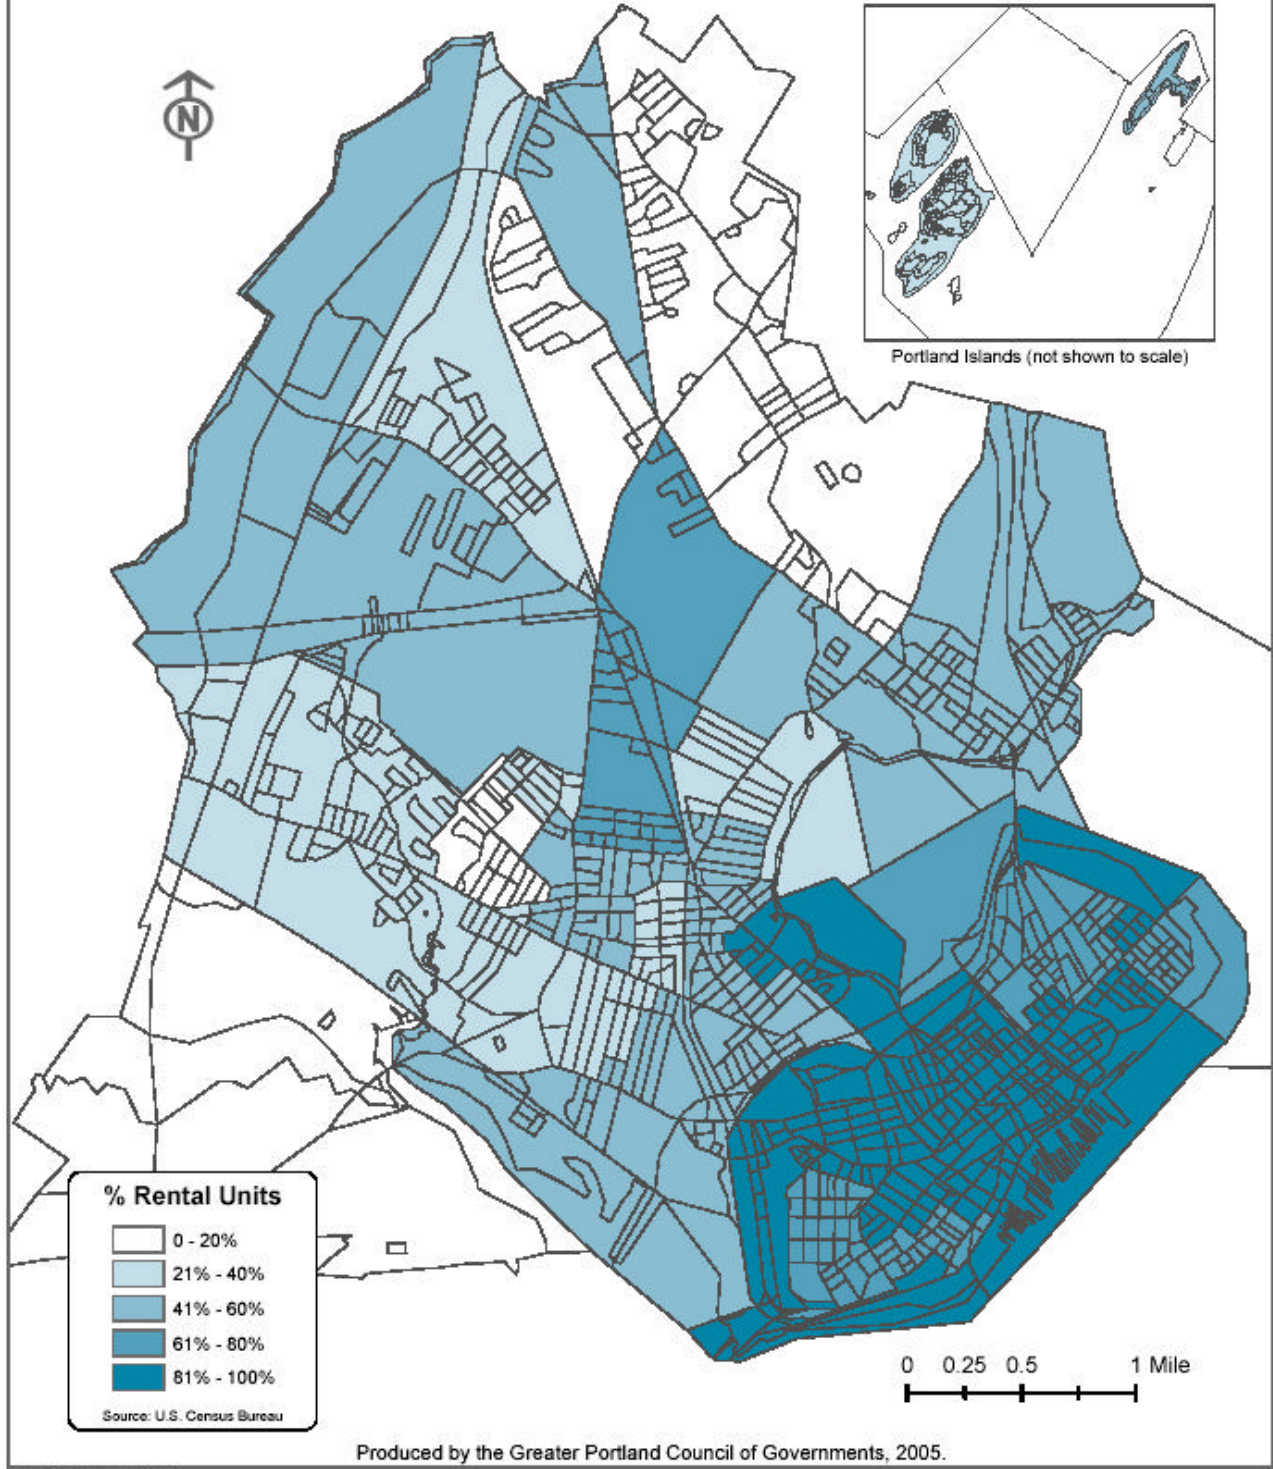 N
Portland Islands (not shown to scale)
% Rental Units
0 - 20%
21% - 40%
41% - 60%
61% - 80%
81% - 100%
Source: U.S. Census Bureau
0 0.25 0.5 1 Mile
Produced by the Greater Portland Council of Governments, 2005.